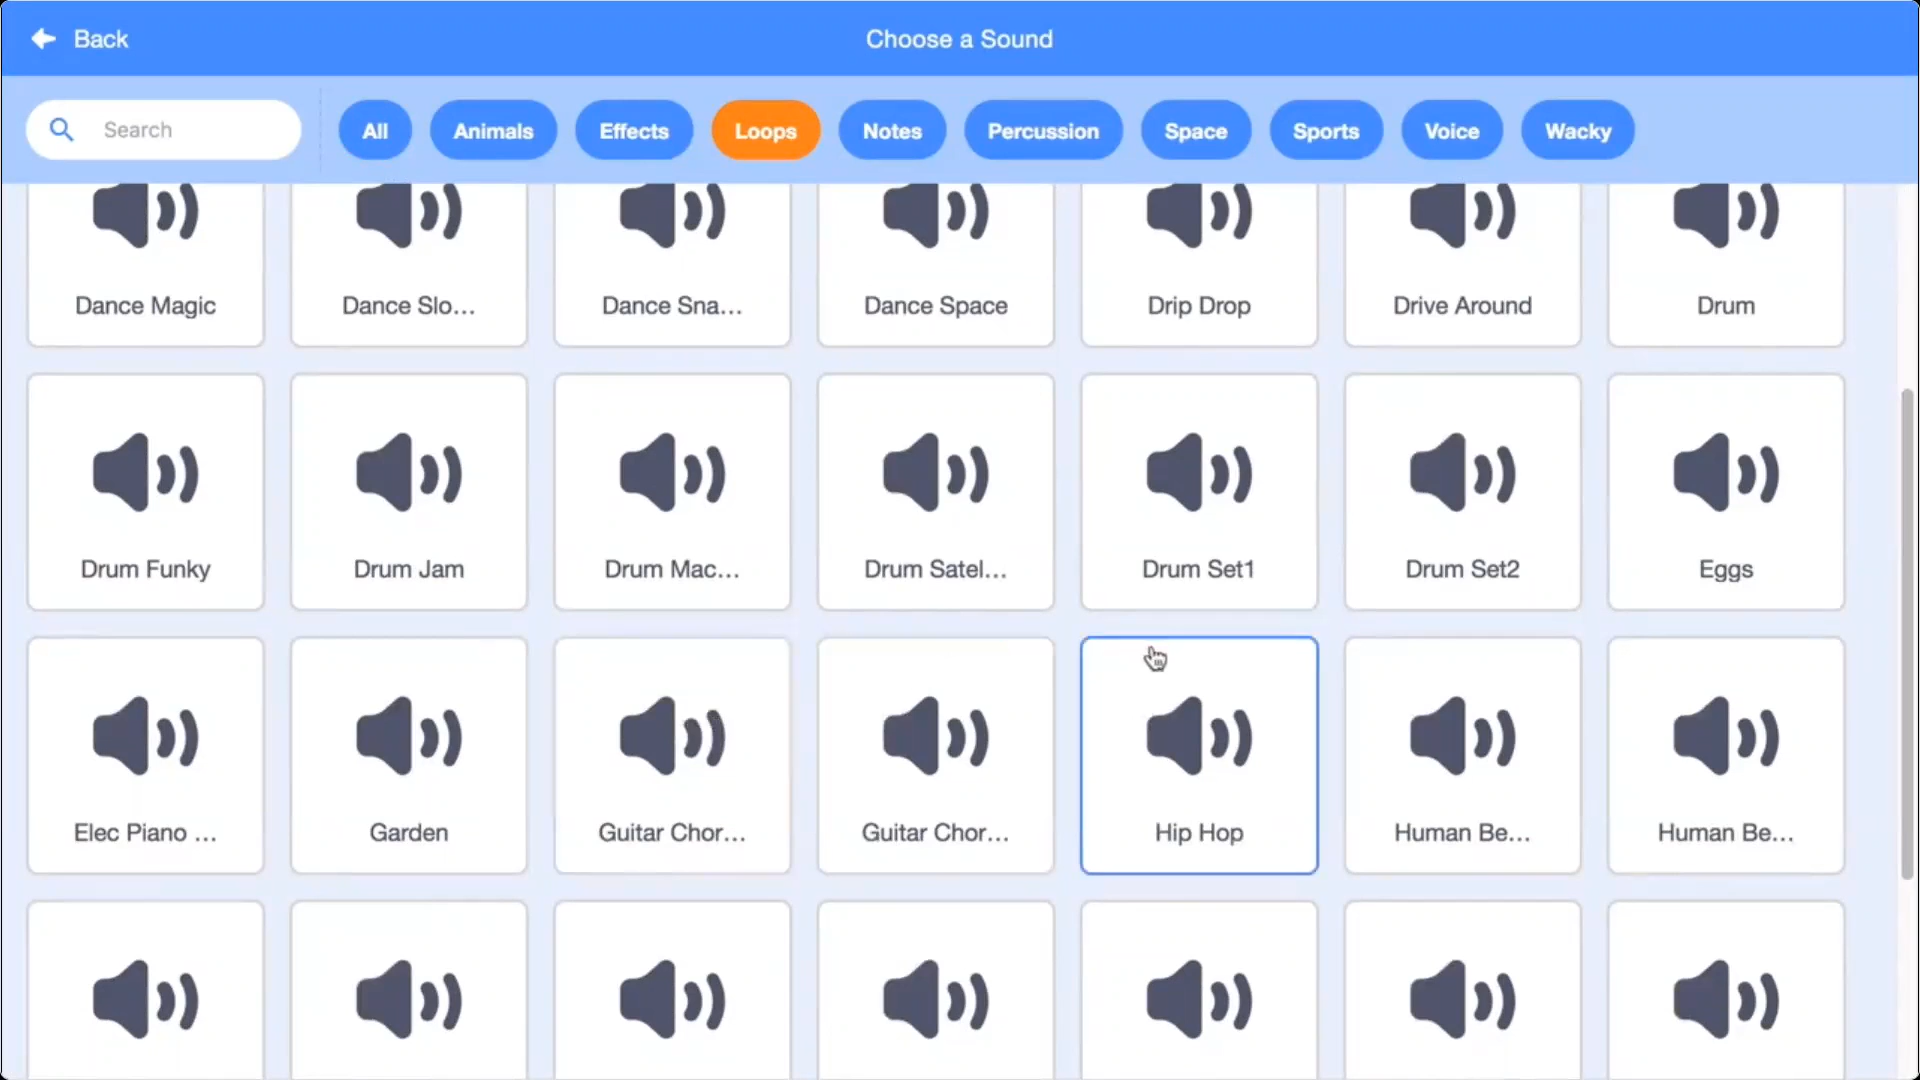 Back
Choose a Sound
Search
All
Animals
Effects
Loops
Notes
Percussion
Space
Sports
Voice
Wacky
Dance Magic
Dance Slo...
Dance Sna...
Dance Space
Drip Drop
Drive Around
Drum
Drum Funky
Drum Jam
Drum Mac...
Drum Satel...
Drum Set1
Drum Set2
Eggs
Elec Piano ...
Garden
Guitar Chor...
Guitar Chor...
Hip Hop
Human Be...
Human Be...